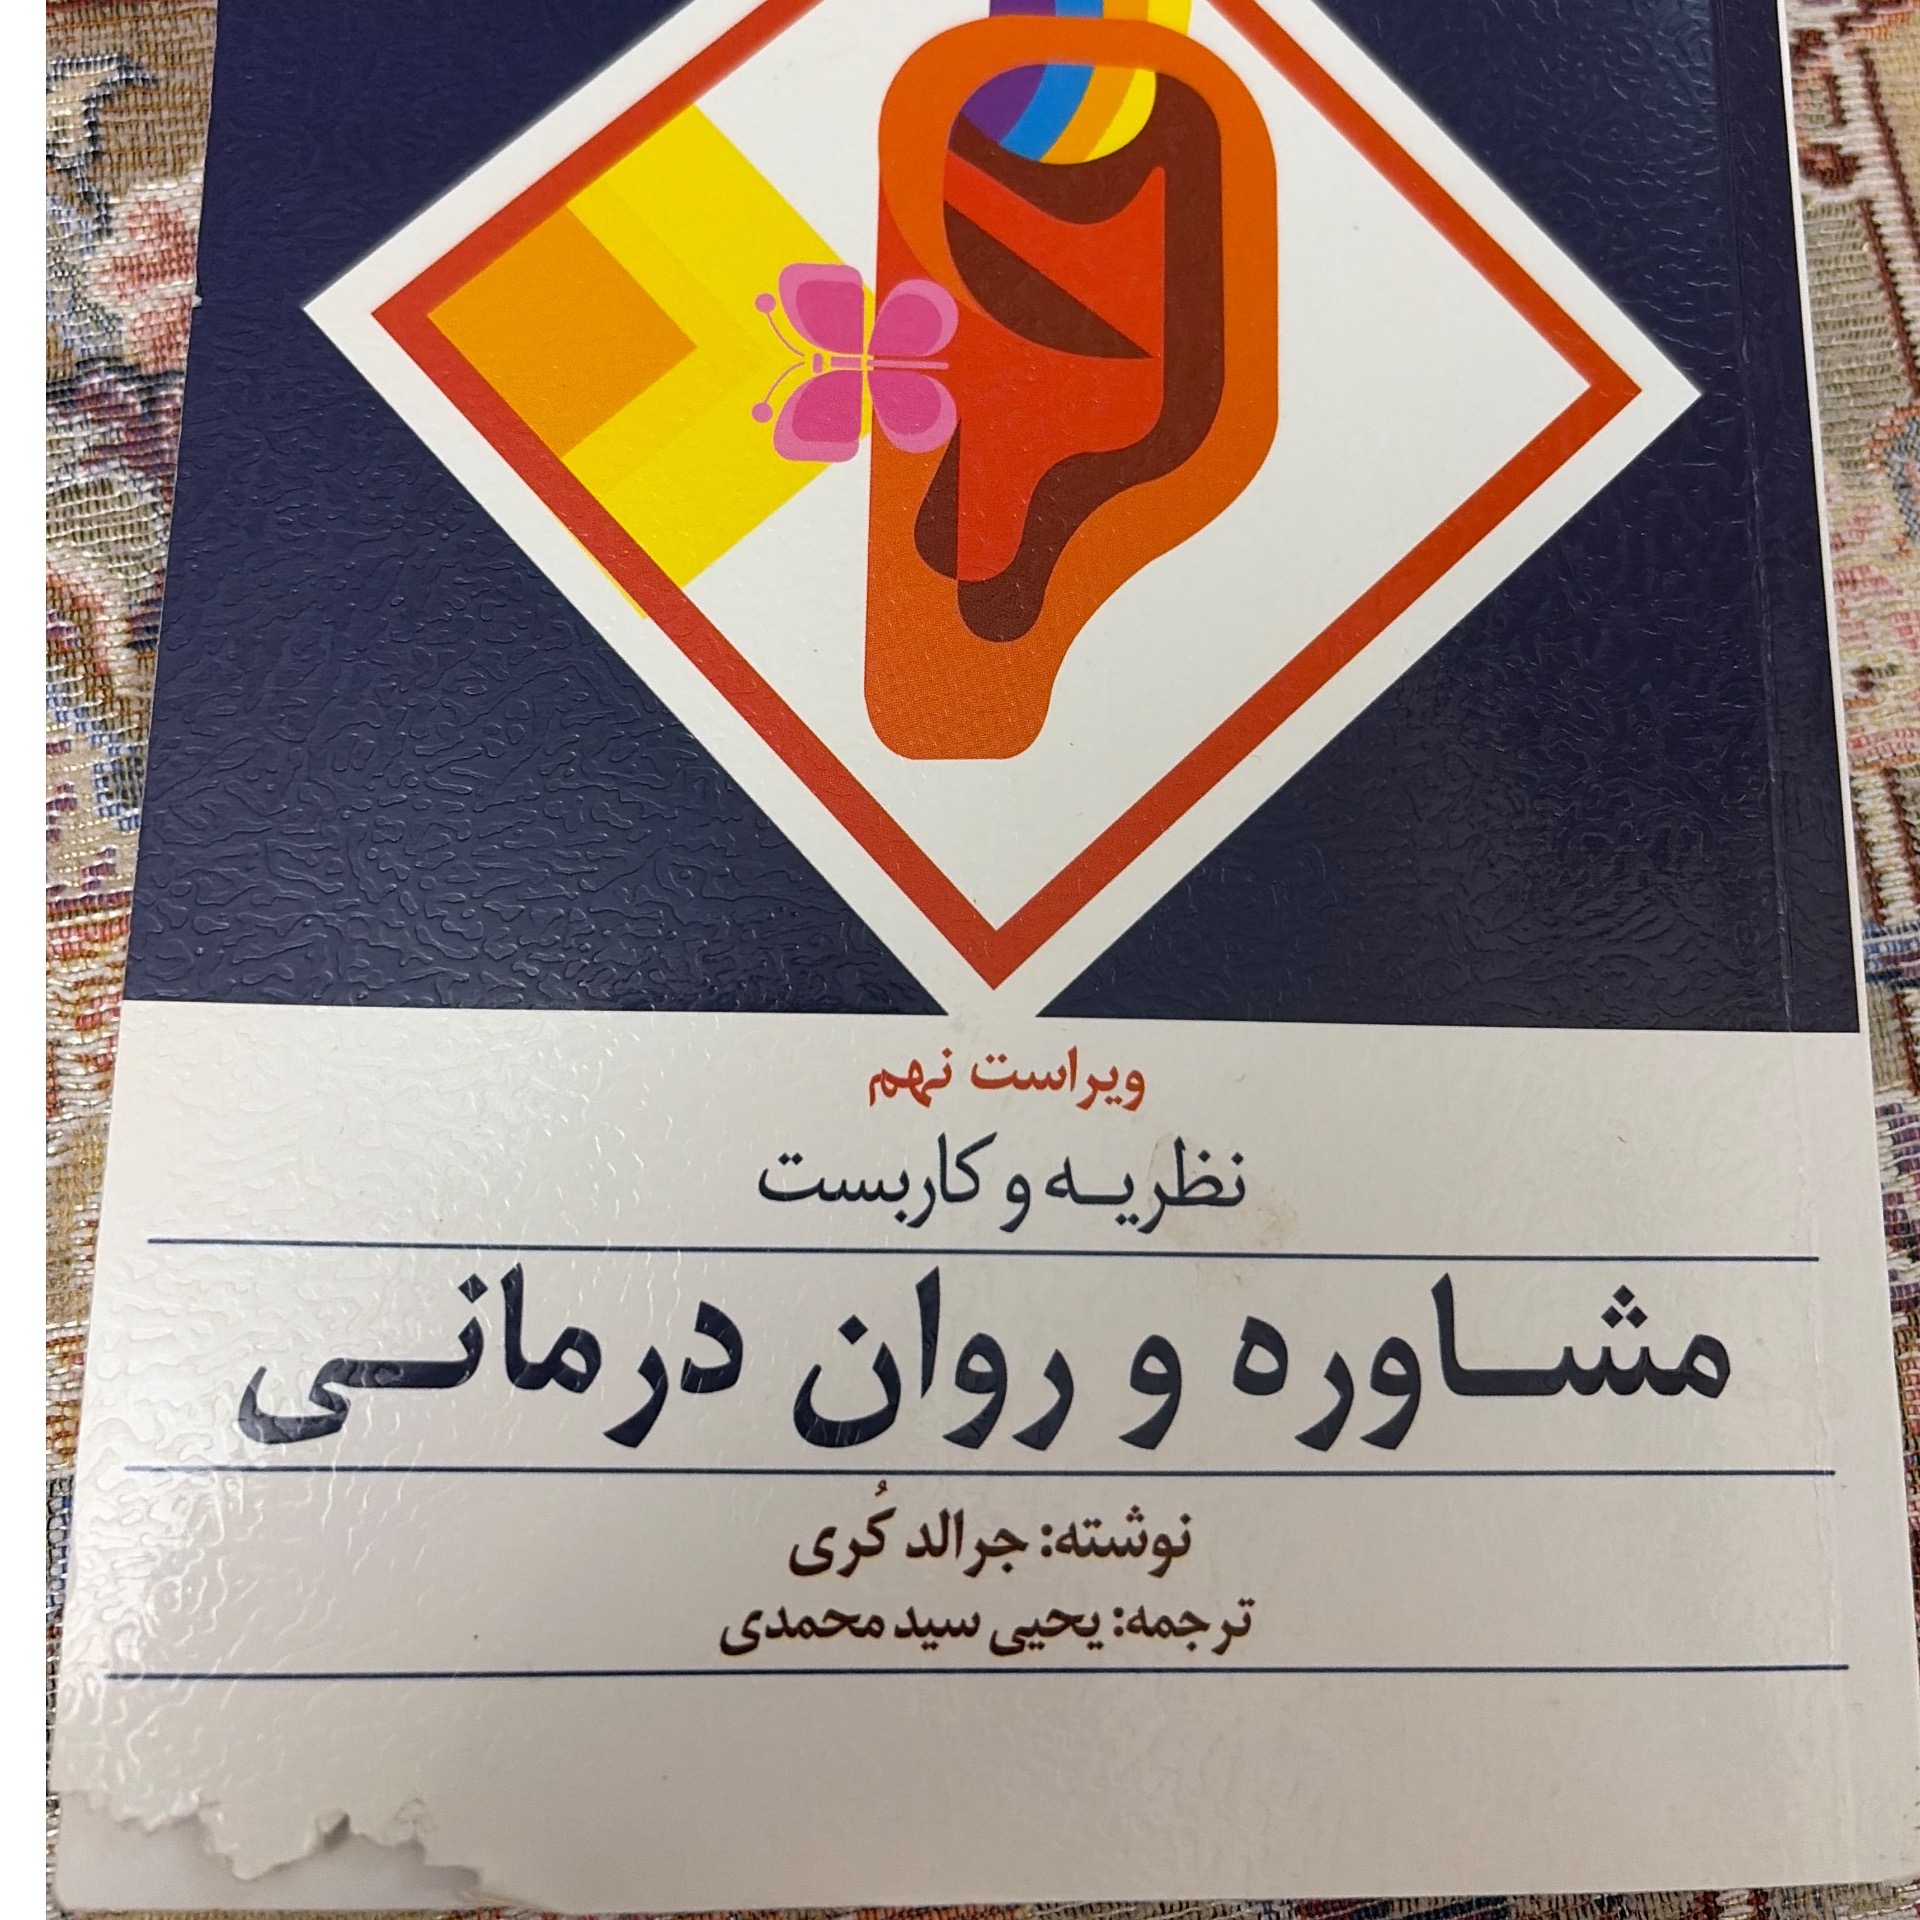 ویراست نهم
نظریه و کاربست
مشاوره و روان درمانی
نوشته: جرالد کُری
ترجمه: یحیی سید محمدی